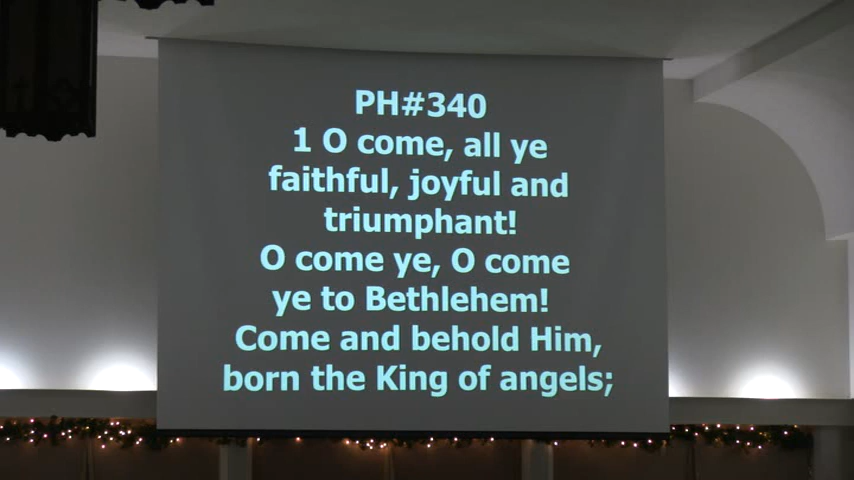 PH#340
1 O come, all ye
faithful, joyful and
triumphant!
O come ye, O come
ye to Bethlehem!
Come and behold Him,
born the King of angels;